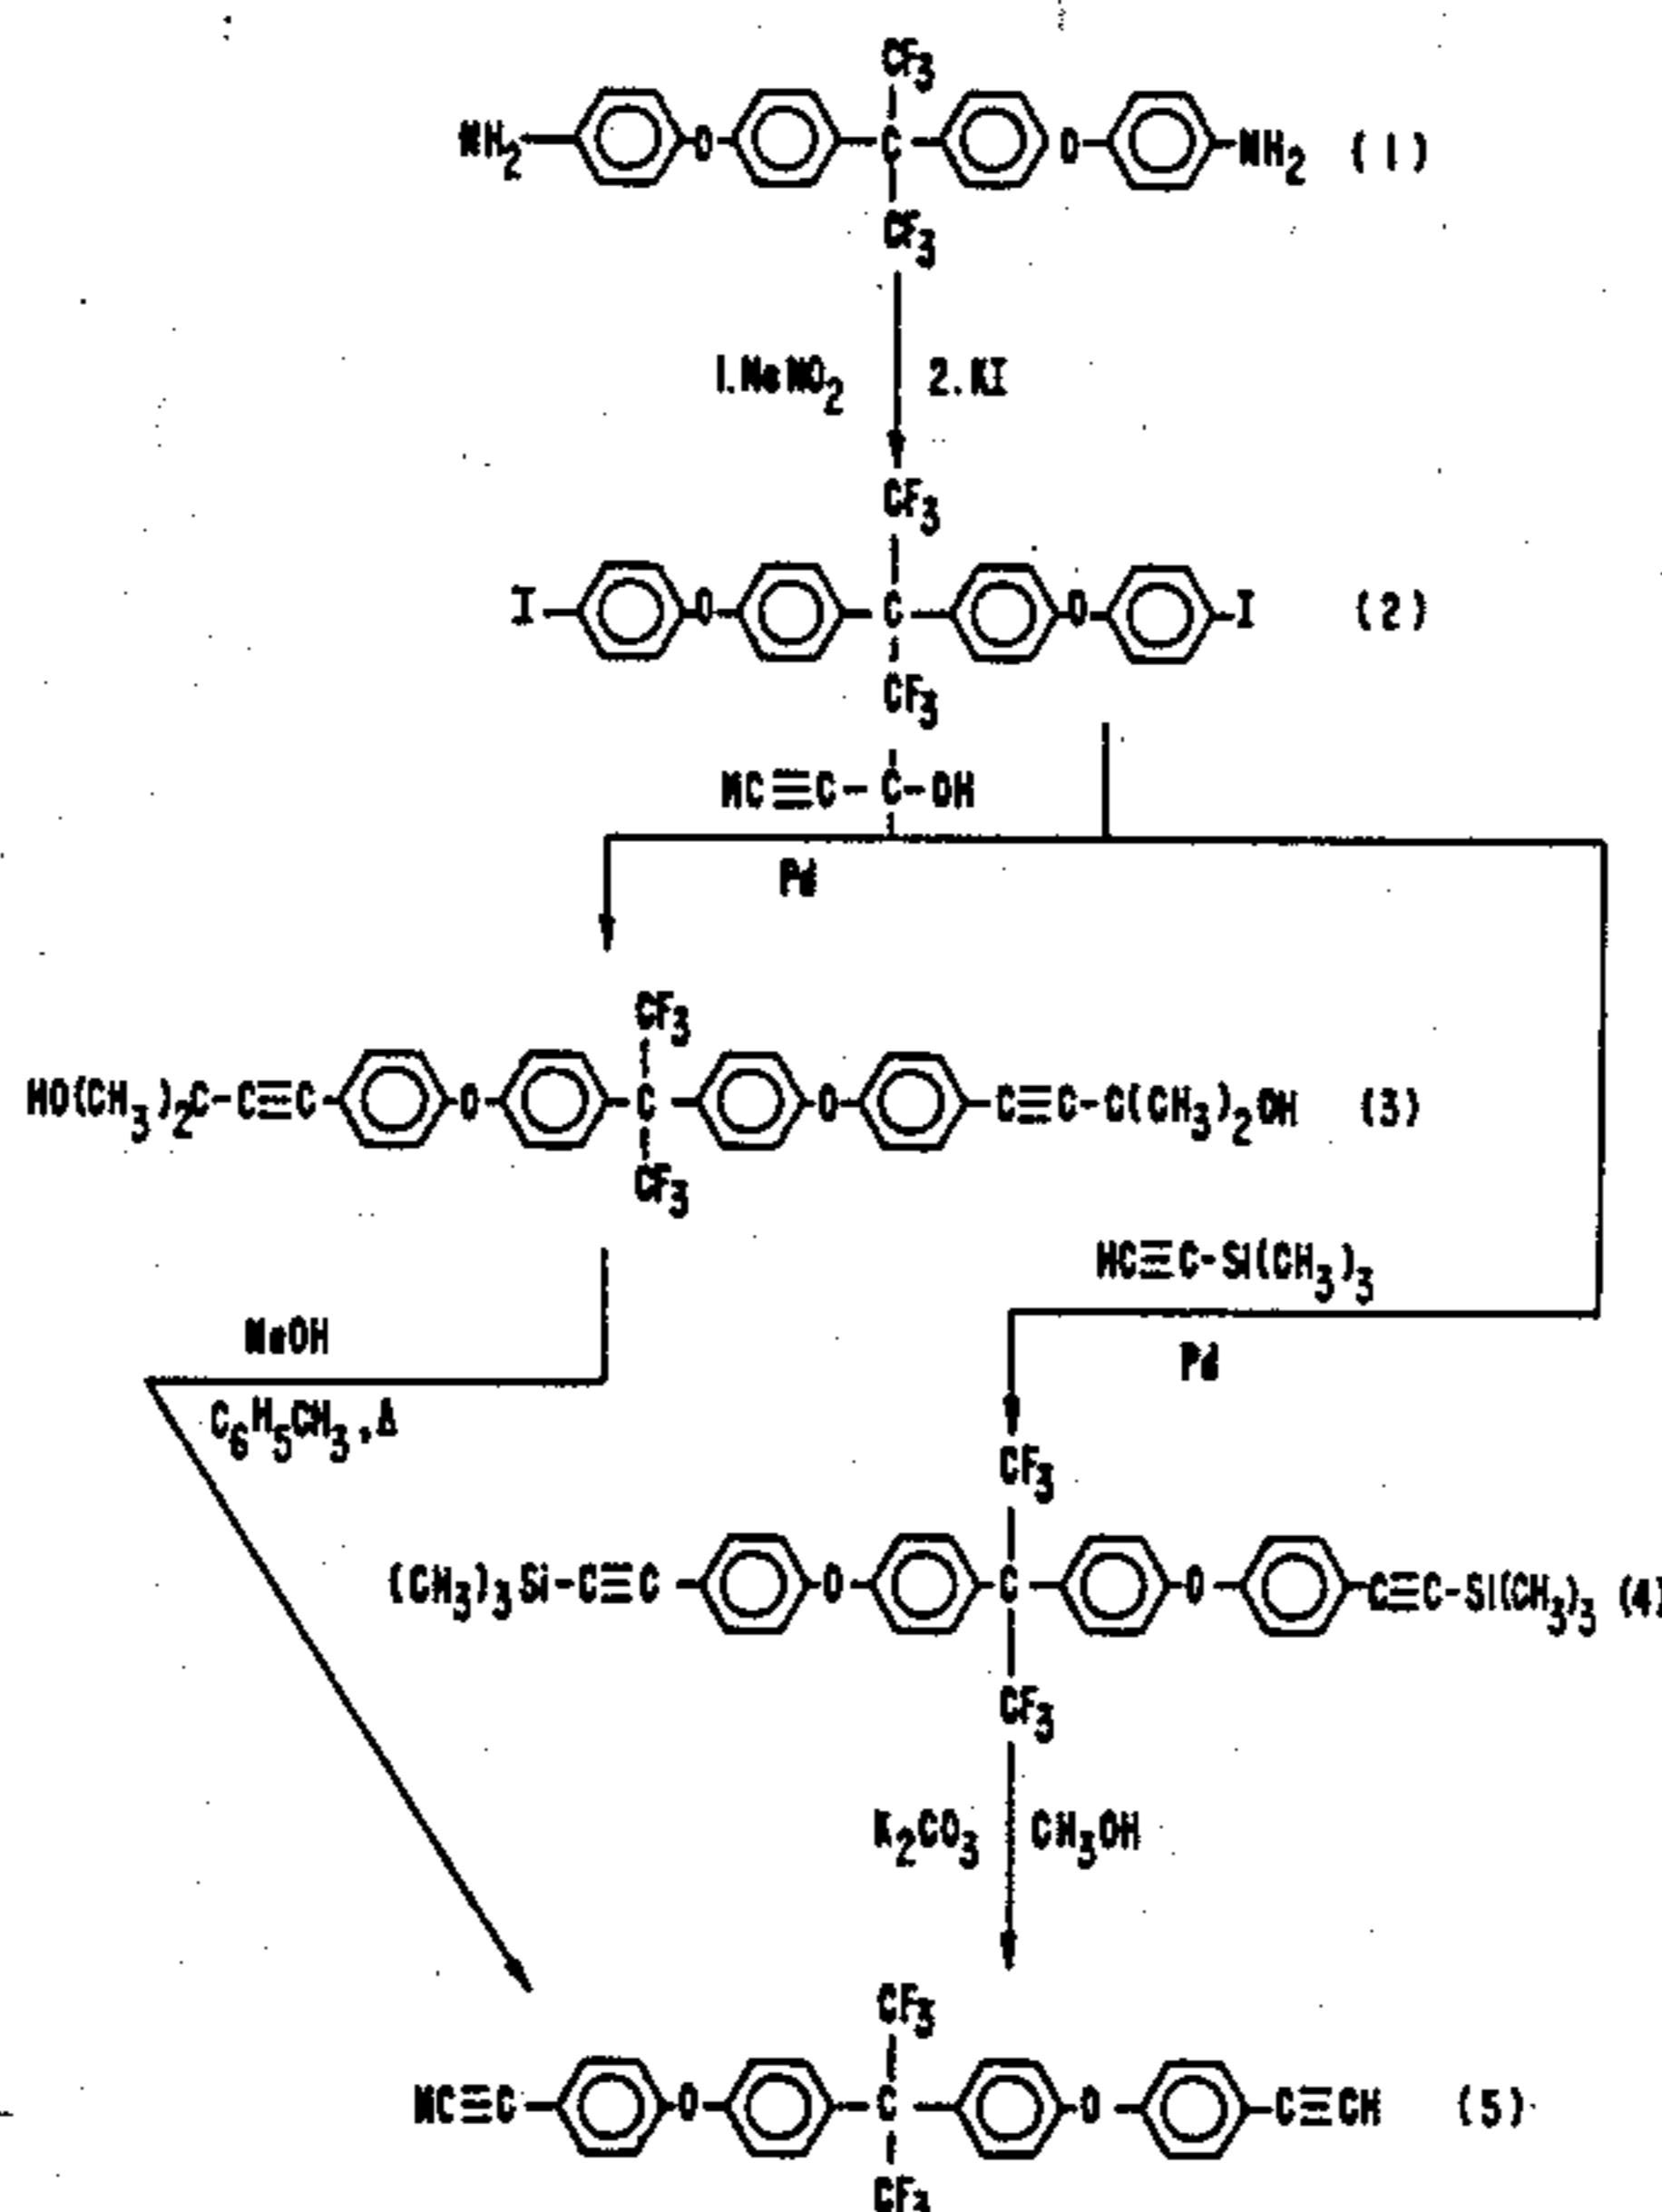 CF3
NH2 O C O NH2 (1)
CF3
1.NaNO2 2.KI
CF3
I O C O I (2)
CF3
HC≡C-C-OH
Pd
CF3
HO(CH3)2C-C≡C O C O C≡C-C(CH3)2OH (3)
CF3
HC≡C-Si(CH3)3
NaOH
Pd
C6H5CH3,Δ
CF3
(CH3)3Si-C≡C O C O C≡C-Si(CH3)3 (4)
CF3
K2CO3 CH3OH
CF3
HC≡C O C O C≡CH (5)
CF3